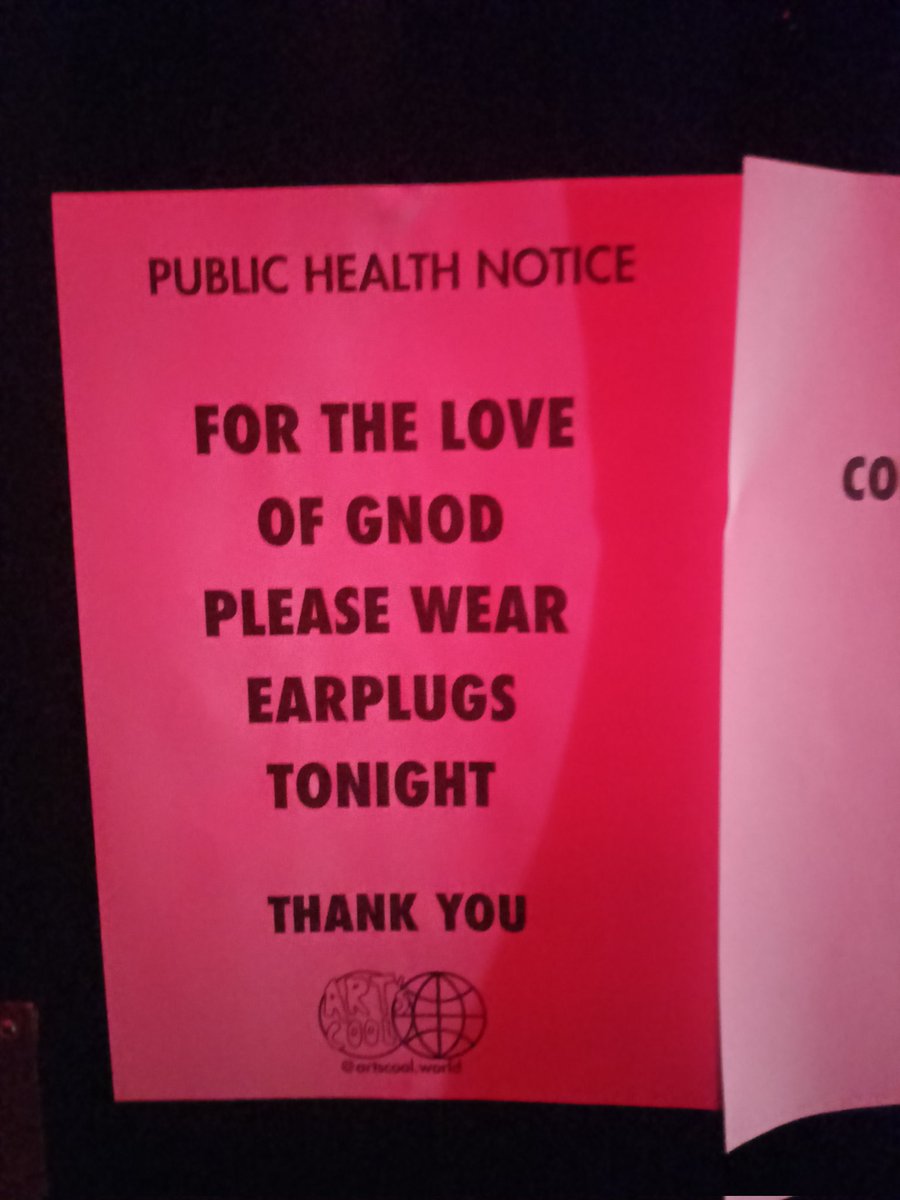 PUBLIC HEALTH NOTICE
FOR THE LOVE
OF GNOD
PLEASE WEAR
EARPLUGS
TONIGHT
THANK YOU
ART'S
COOL
@artscool.world
CO